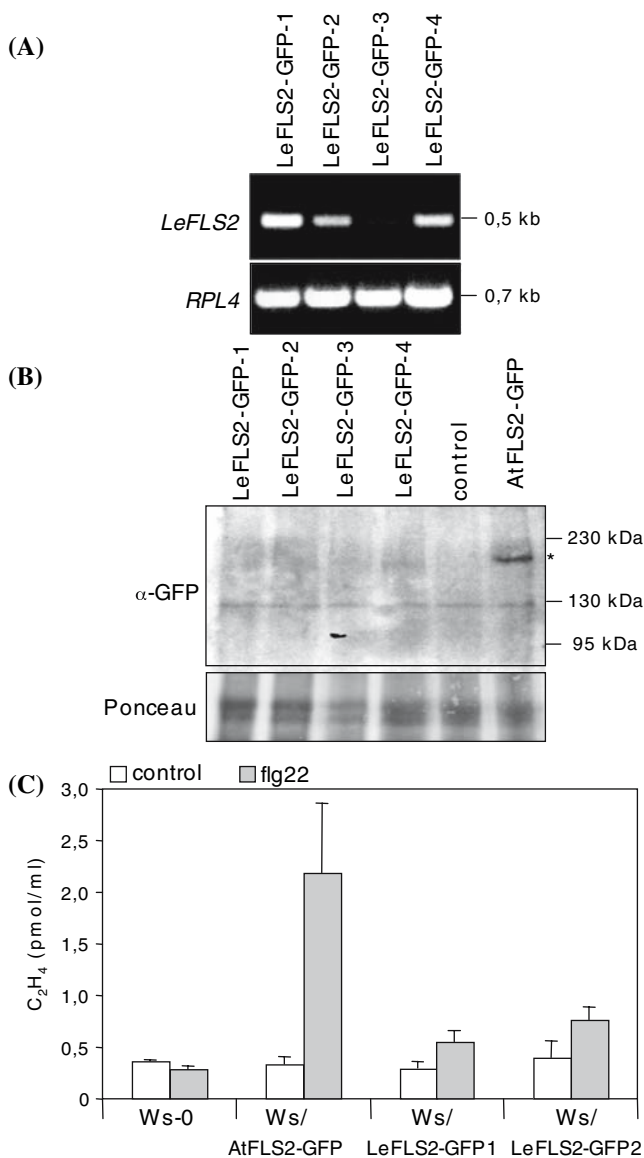 (A)
LeFLS2-GFP-1
LeFLS2-GFP-2
LeFLS2-GFP-3
LeFLS2-GFP-4
LeFLS2
0,5 kb
RPL4
0,7 kb
(B)
LeFLS2-GFP-1
LeFLS2-GFP-2
LeFLS2-GFP-3
LeFLS2-GFP-4
control
AtFLS2-GFP
α-GFP
230 kDa
*
130 kDa
95 kDa
Ponceau
(C)
control
flg22
C₂H₄ (pmol/ml)
3,0
2,5
2,0
1,5
1,0
0,5
0
Ws-0
Ws/
AtFLS2-GFP
Ws/
LeFLS2-GFP1
Ws/
LeFLS2-GFP2